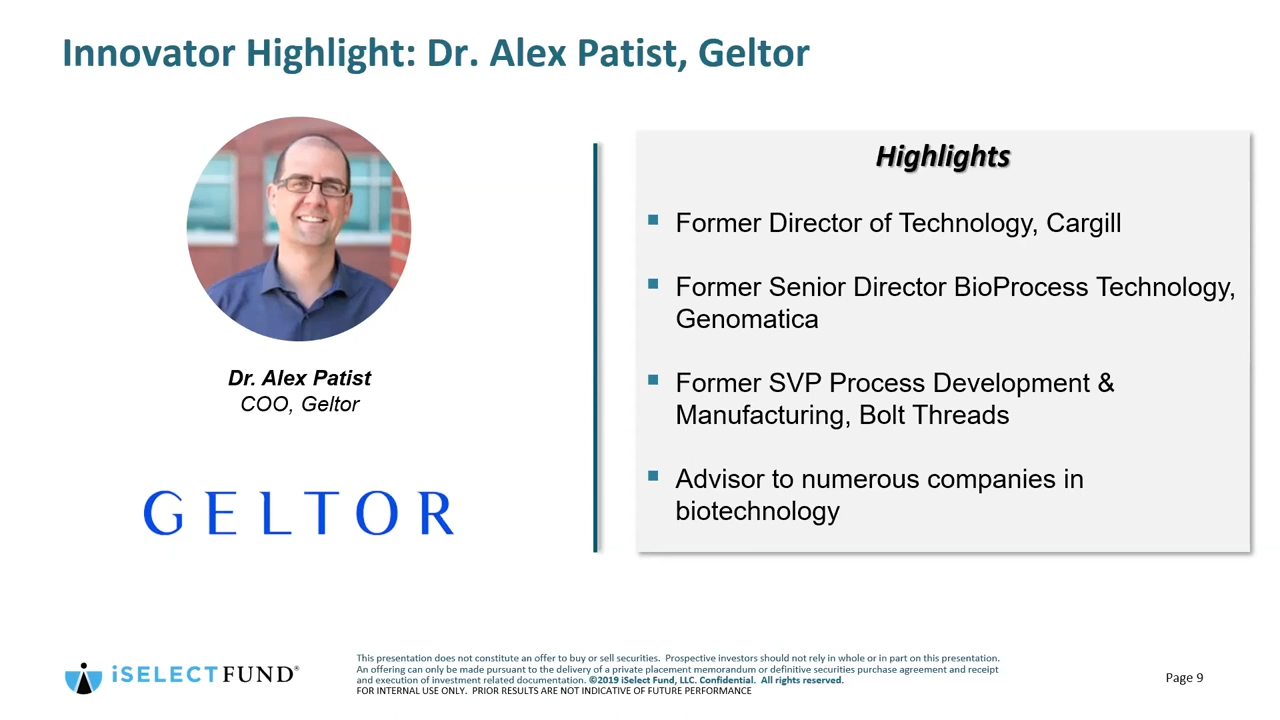 Innovator Highlight: Dr. Alex Patist, Geltor
Dr. Alex Patist
COO, Geltor
GELTOR
Highlights
Former Director of Technology, Cargill
Former Senior Director BioProcess Technology,
Genomatica
Former SVP Process Development &
Manufacturing, Bolt Threads
Advisor to numerous companies in
biotechnology
iSELECTFUND®
This presentation does not constitute an offer to buy or sell securities. Prospective investors should not rely in whole or in part on this presentation.
An offering can only be made pursuant to the delivery of a private placement memorandum or definitive securities purchase agreement and receipt
and execution of investment related documentation. ©2019 iSelect Fund, LLC. Confidential. All rights reserved.
FOR INTERNAL USE ONLY. PRIOR RESULTS ARE NOT INDICATIVE OF FUTURE PERFORMANCE
Page 9